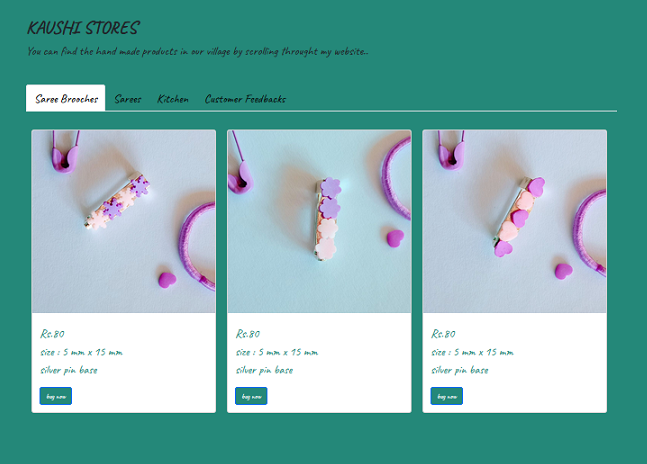 KAUSHI STORES
You can find the hand made products in our village by scrolling throught my website..
Saree Brooches Sarees Kitchen Customer Feedbacks
Rs.80
size : 5 mm x 15 mm
silver pin base
buy now
Rs.80
size : 5 mm x 15 mm
silver pin base
buy now
Rs.80
size : 5 mm x 15 mm
silver pin base
buy now